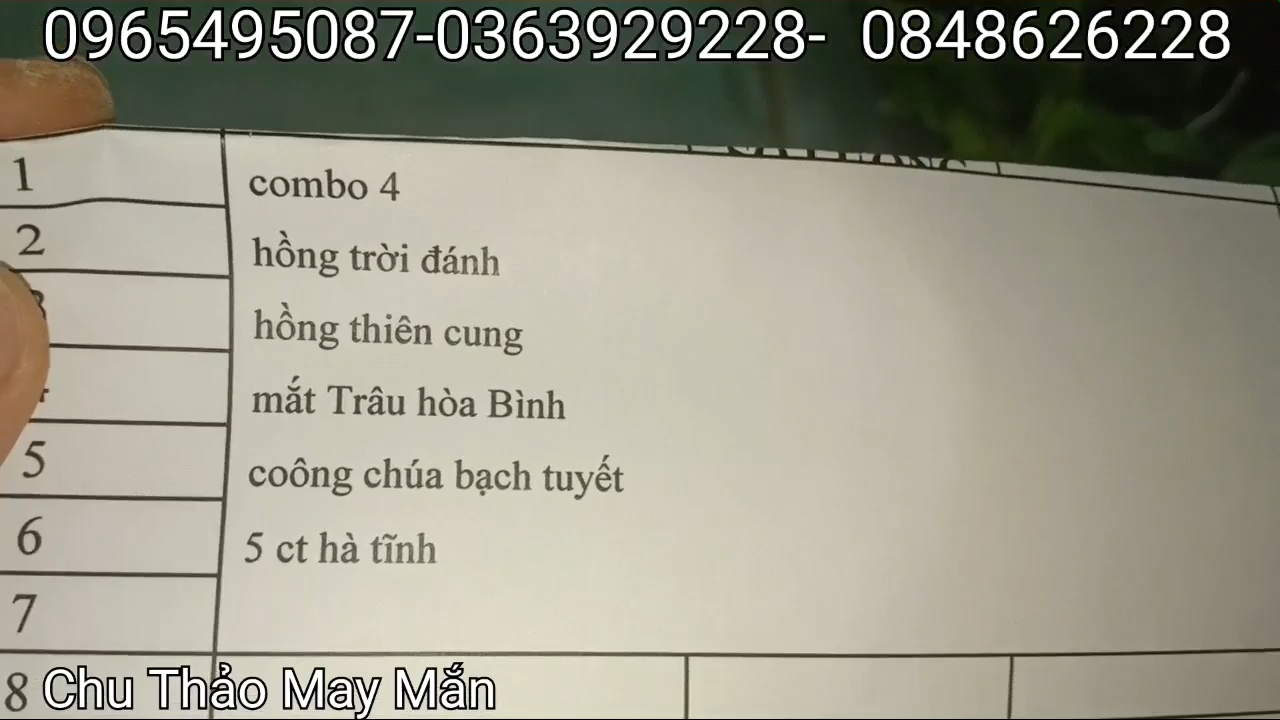 0965495087-0363929228- 0848626228
1
combo 4
2
hồng trời đánh
hồng thiên cung
mắt Trâu hòa Bình
5
coông chúa bạch tuyết
6
5 ct hà tĩnh
7
8
Chu Thảo May Mắn